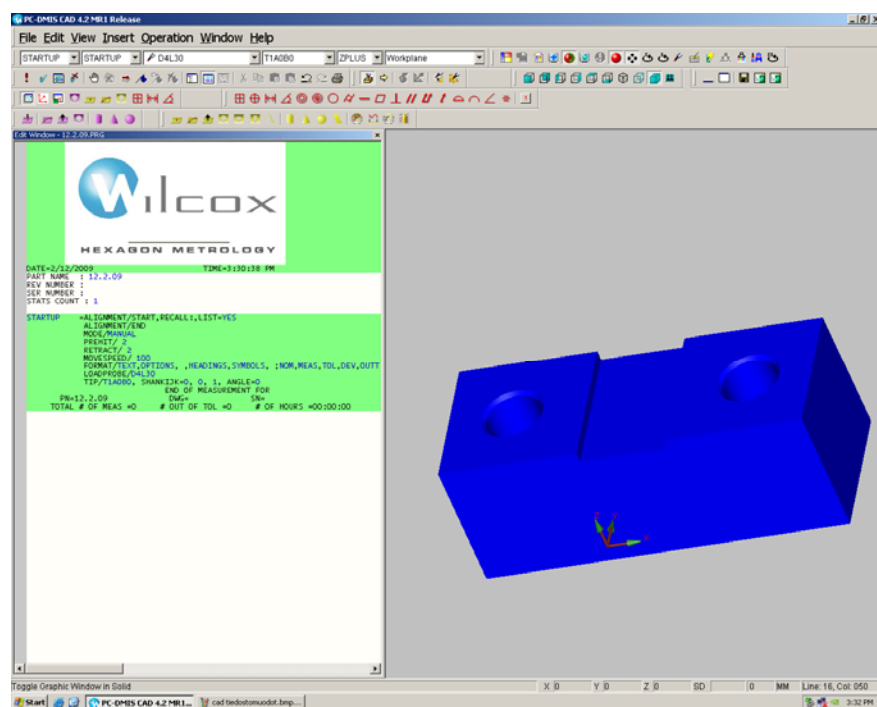 PC-DMIS CAD 4.2 MR1 Release
File Edit View Insert Operation Window Help
STARTUP STARTUP D4L30 T1A0B0 ZPLUS Workplane
Edit Window - 12.2.09.PRG
Wilcox
HEXAGON METROLOGY
DATE=2/12/2009 TIME=3:30:38 PM
PART NAME : 12.2.09
REV NUMBER :
SER NUMBER :
STATS COUNT : 1
STARTUP =ALIGNMENT/START,RECALL:,LIST=YES
ALIGNMENT/END
MODE/MANUAL
PREHIT/ 2
RETRACT/ 2
MOVESPEED/ 100
FORMAT/TEXT,OPTIONS, ,HEADINGS,SYMBOLS, ;NOM,MEAS,TOL,DEV,OUTT
LOADPROBE/D4L30
TIP/T1A0B0, SHANKIJK=0, 0, 1, ANGLE=0
END OF MEASUREMENT FOR
PN=12.2.09 DWG= SN=
TOTAL # OF MEAS =0 # OUT OF TOL =0 # OF HOURS =00:00:00
Z Y X
Toggle Graphic Window in Solid X 0 Y 0 Z 0 SD 0 MM Line: 16, Col: 050
Start PC-DMIS CAD 4.2 MR1... cad tiedostomuodot.bmp... 3:32 PM